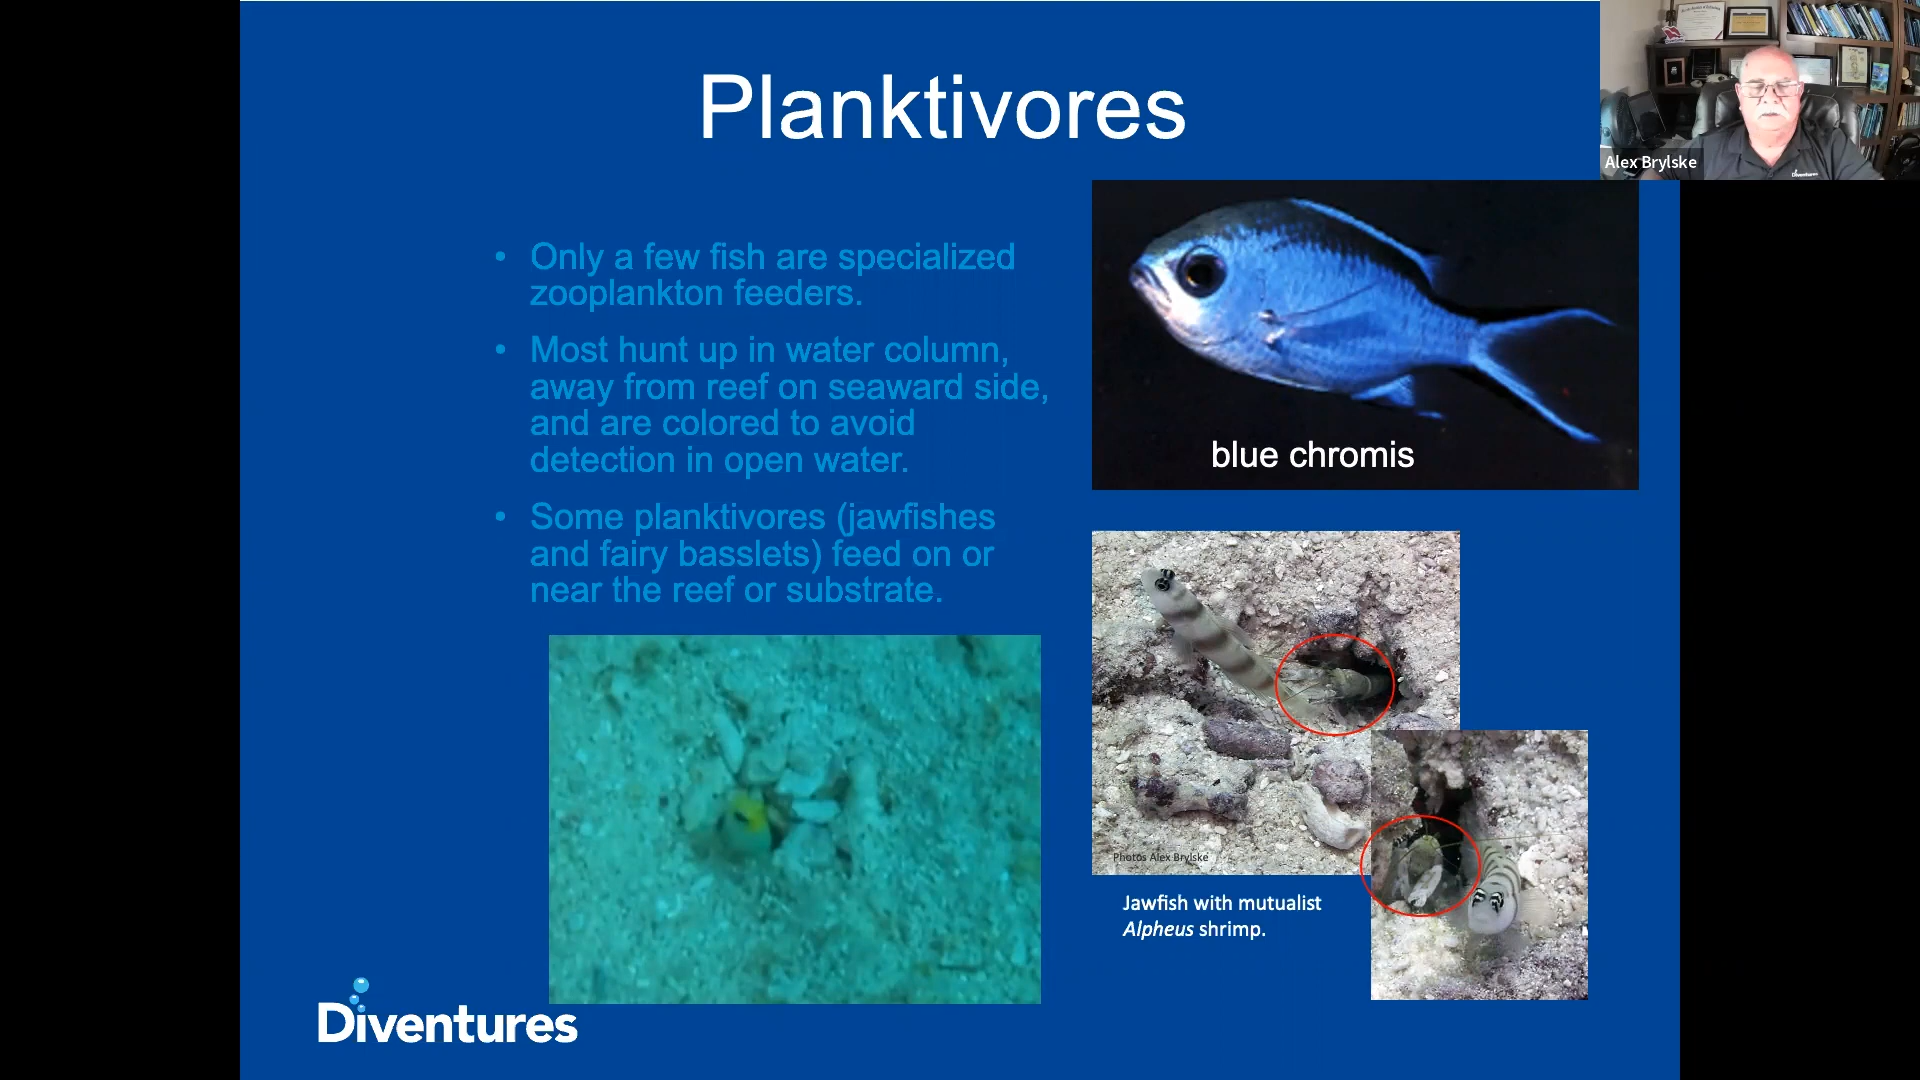 Planktivores
Alex Brylske
• Only a few fish are specialized
zooplankton feeders.
• Most hunt up in water column,
away from reef on seaward side,
and are colored to avoid
detection in open water.
• Some planktivores (jawfishes
and fairy basslets) feed on or
near the reef or substrate.
blue chromis
Photos Alex Brylske
Jawfish with mutualist
Alpheus shrimp.
Diventures
Diventures